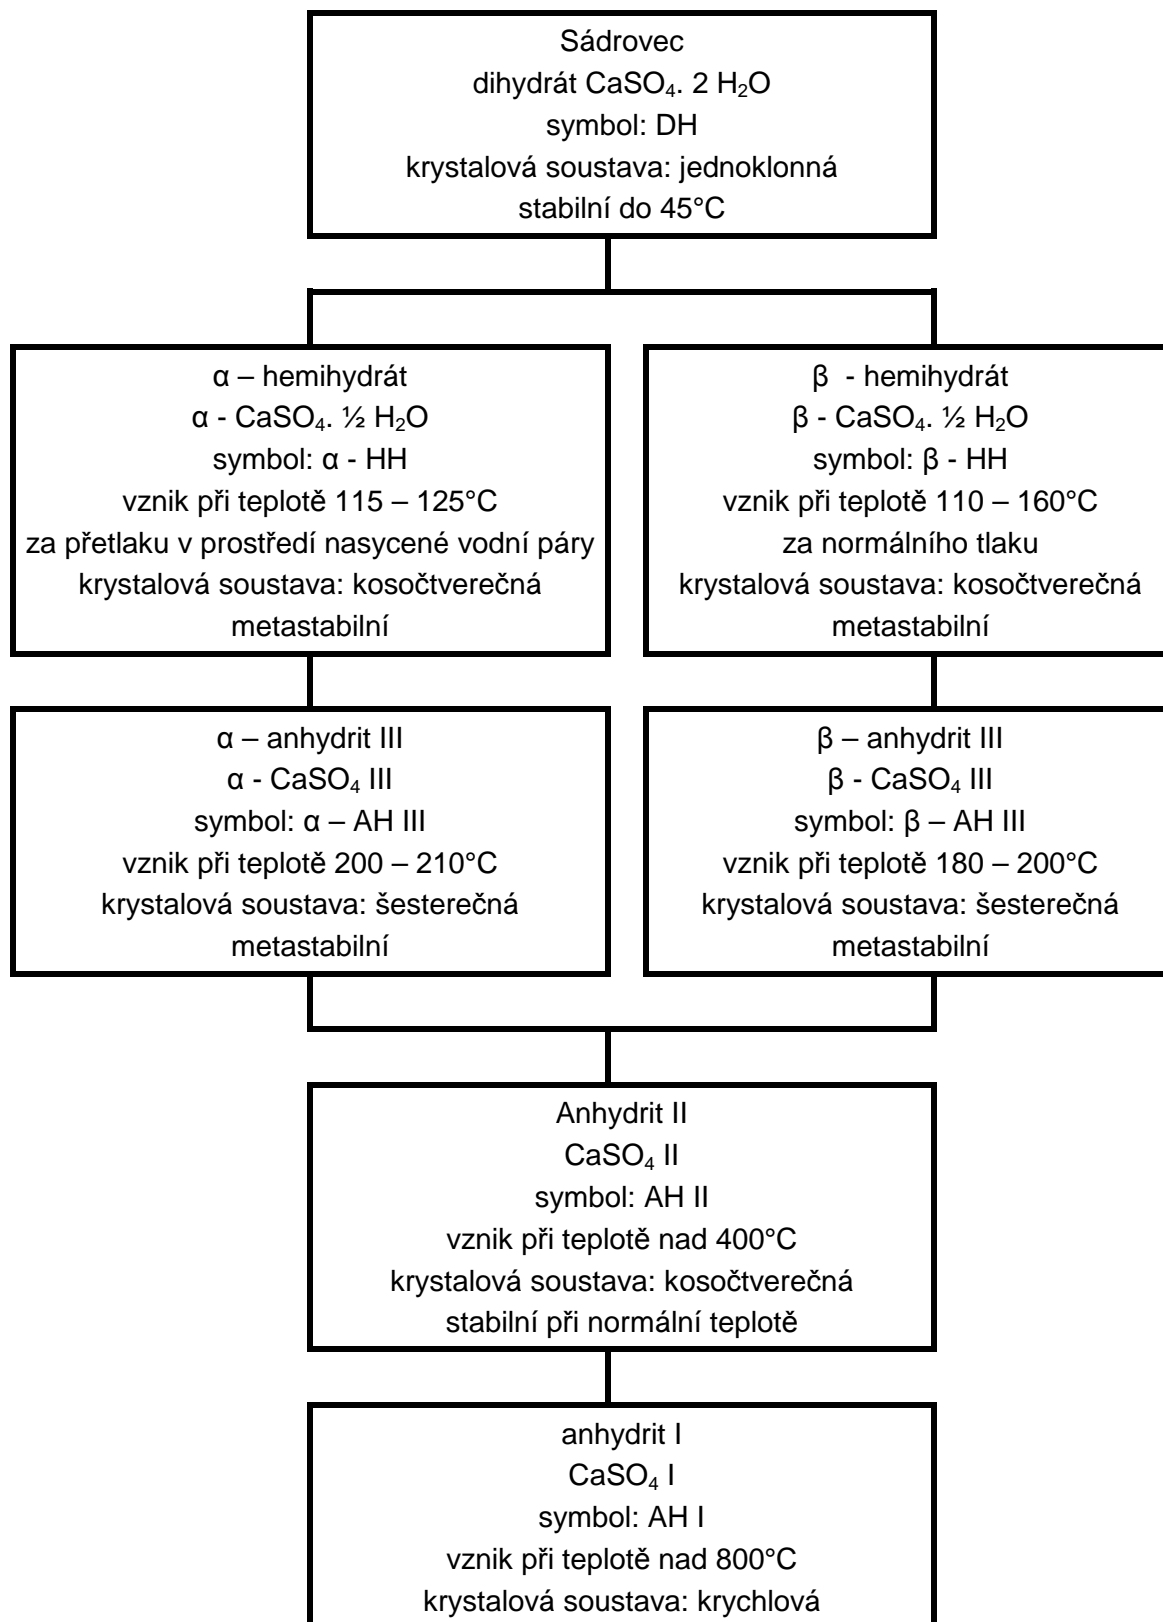 Sádrovec
dihydrát CaSO₄. 2 H₂O
symbol: DH
krystalová soustava: jednoklonná
stabilní do 45°C
α – hemihydrát
α - CaSO₄. ½ H₂O
symbol: α - HH
vznik při teplotě 115 – 125°C
za přetlaku v prostředí nasycené vodní páry
krystalová soustava: kosočtverečná
metastabilní
β - hemihydrát
β - CaSO₄. ½ H₂O
symbol: β - HH
vznik při teplotě 110 – 160°C
za normálního tlaku
krystalová soustava: kosočtverečná
metastabilní
α – anhydrit III
α - CaSO₄ III
symbol: α – AH III
vznik při teplotě 200 – 210°C
krystalová soustava: šesterečná
metastabilní
β – anhydrit III
β - CaSO₄ III
symbol: β – AH III
vznik při teplotě 180 – 200°C
krystalová soustava: šesterečná
metastabilní
Anhydrit II
CaSO₄ II
symbol: AH II
vznik při teplotě nad 400°C
krystalová soustava: kosočtverečná
stabilní při normální teplotě
anhydrit I
CaSO₄ I
symbol: AH I
vznik při teplotě nad 800°C
krystalová soustava: krychlová